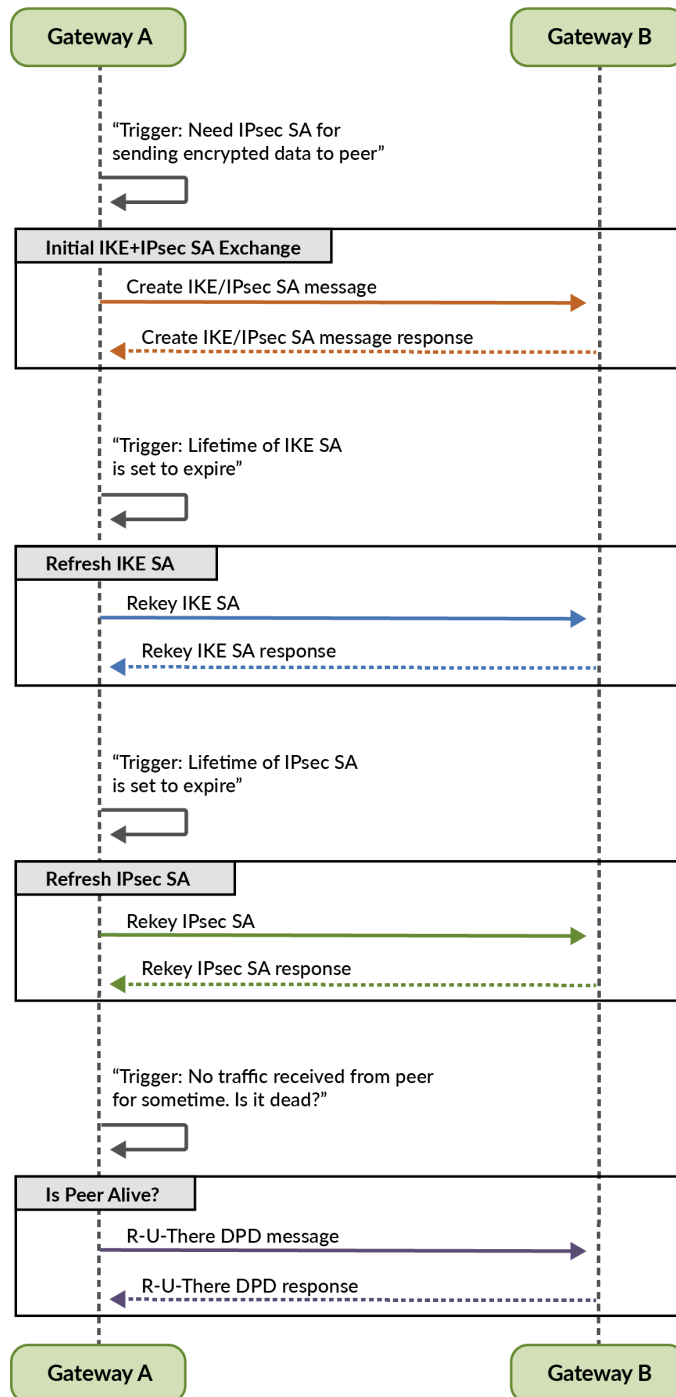 Gateway A
Gateway B
“Trigger: Need IPsec SA for
sending encrypted data to peer”
Initial IKE+IPsec SA Exchange
Create IKE/IPsec SA message
Create IKE/IPsec SA message response
“Trigger: Lifetime of IKE SA
is set to expire”
Refresh IKE SA
Rekey IKE SA
Rekey IKE SA response
“Trigger: Lifetime of IPsec SA
is set to expire”
Refresh IPsec SA
Rekey IPsec SA
Rekey IPsec SA response
“Trigger: No traffic received from peer
for sometime. Is it dead?”
Is Peer Alive?
R-U-There DPD message
R-U-There DPD response
Gateway A
Gateway B